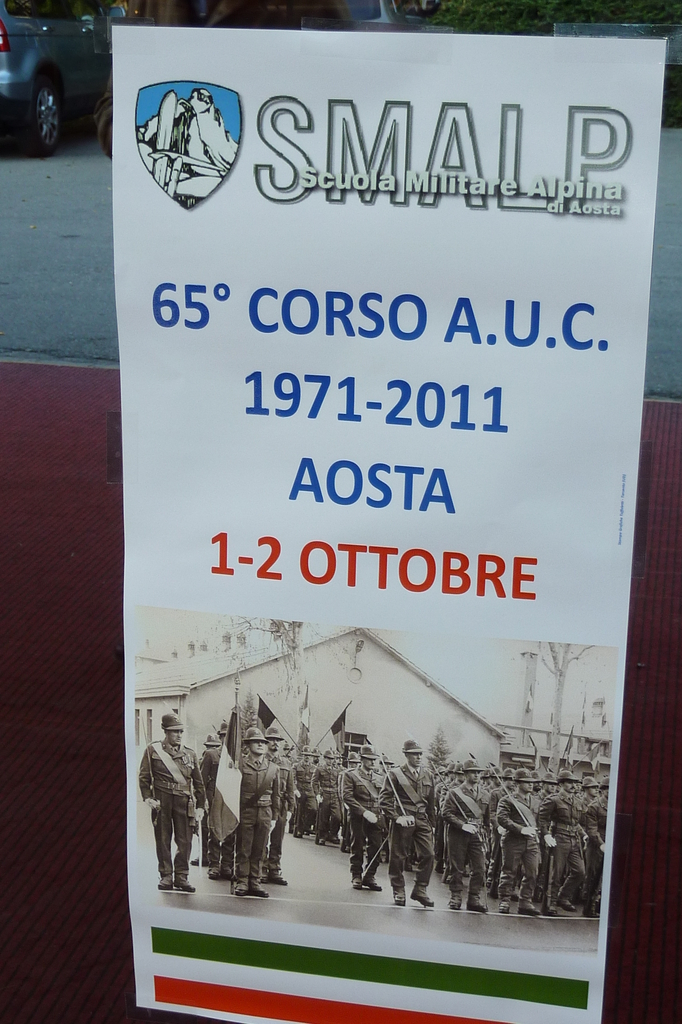 SMALP
Scuola Militare Alpina
di Aosta
65° CORSO A.U.C.
1971-2011
AOSTA
1-2 OTTOBRE